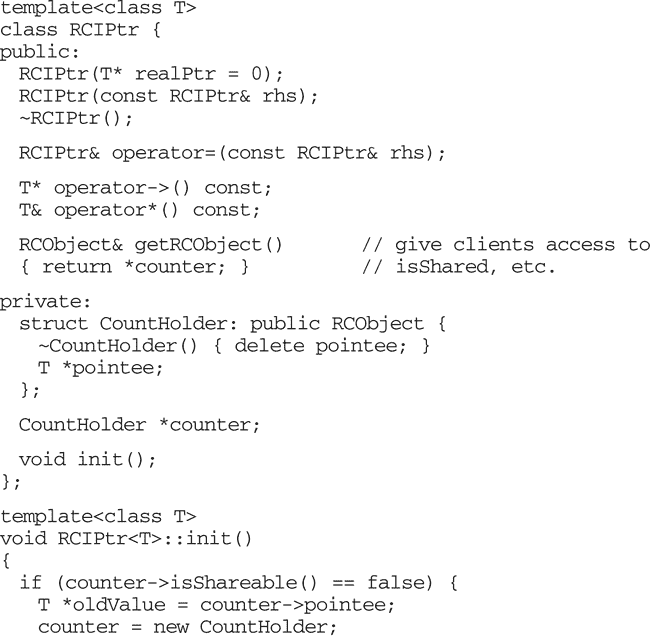 template<class T>
class RCIPtr {
public:
  RCIPtr(T* realPtr = 0);
  RCIPtr(const RCIPtr& rhs);
  ~RCIPtr();
  RCIPtr& operator=(const RCIPtr& rhs);
  T* operator->() const;
  T& operator*() const;
  RCObject& getRCObject()      // give clients access to
  { return *counter; }         // isShared, etc.
private:
  struct CountHolder: public RCObject {
    ~CountHolder() { delete pointee; }
    T *pointee;
  };
  CountHolder *counter;
  void init();
};
template<class T>
void RCIPtr<T>::init()
{
  if (counter->isShareable() == false) {
    T *oldValue = counter->pointee;
    counter = new CountHolder;